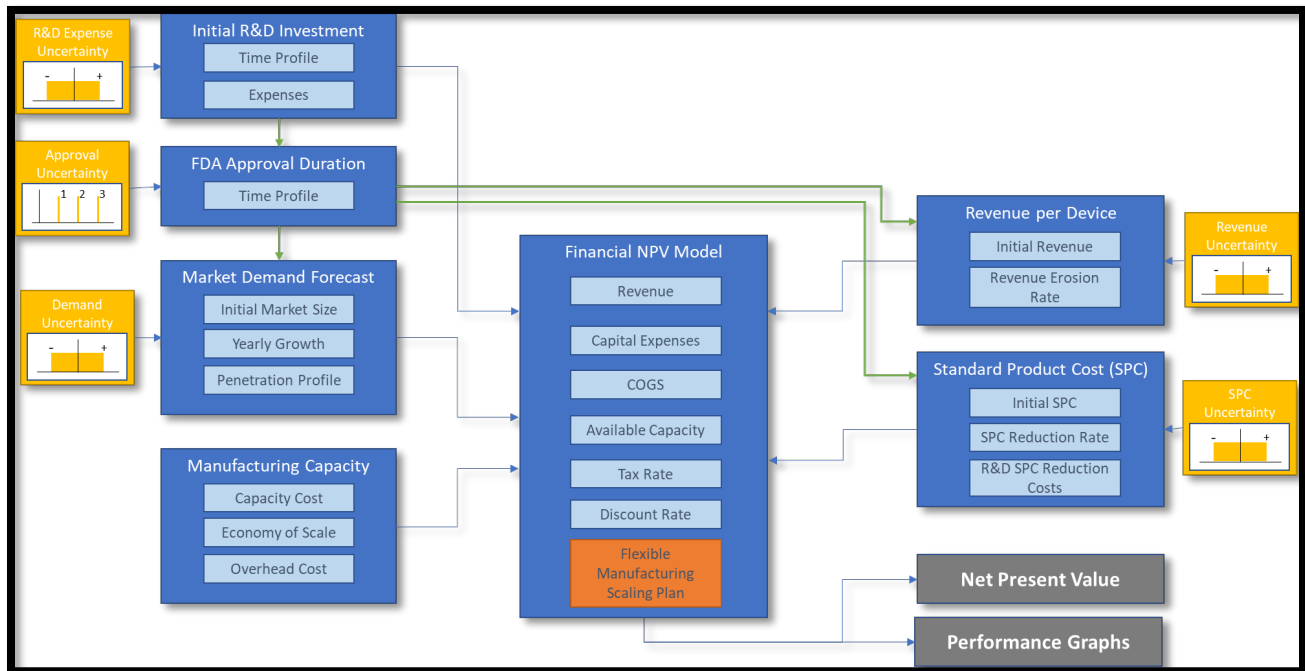 R&D Expense
Uncertainty
- +
Initial R&D Investment
Time Profile
Expenses
Approval
Uncertainty
1 2 3
FDA Approval Duration
Time Profile
Demand
Uncertainty
- +
Market Demand Forecast
Initial Market Size
Yearly Growth
Penetration Profile
Manufacturing Capacity
Capacity Cost
Economy of Scale
Overhead Cost
Financial NPV Model
Revenue
Capital Expenses
COGS
Available Capacity
Tax Rate
Discount Rate
Flexible
Manufacturing
Scaling Plan
Revenue per Device
Initial Revenue
Revenue Erosion
Rate
Revenue
Uncertainty
- +
Standard Product Cost (SPC)
Initial SPC
SPC Reduction Rate
R&D SPC Reduction
Costs
SPC
Uncertainty
- +
Net Present Value
Performance Graphs